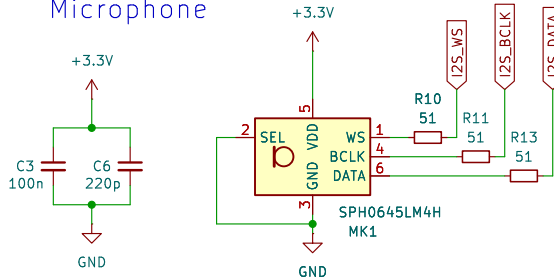 Microphone
+3.3V
+3.3V
I2S_WS
I2S_BCLK
I2S_DATA
C3
100n
C6
220p
GND
5
2
SEL
VDD
GND
3
WS
BCLK
DATA
1
4
6
R10
51
R11
51
R13
51
SPH0645LM4H
MK1
GND